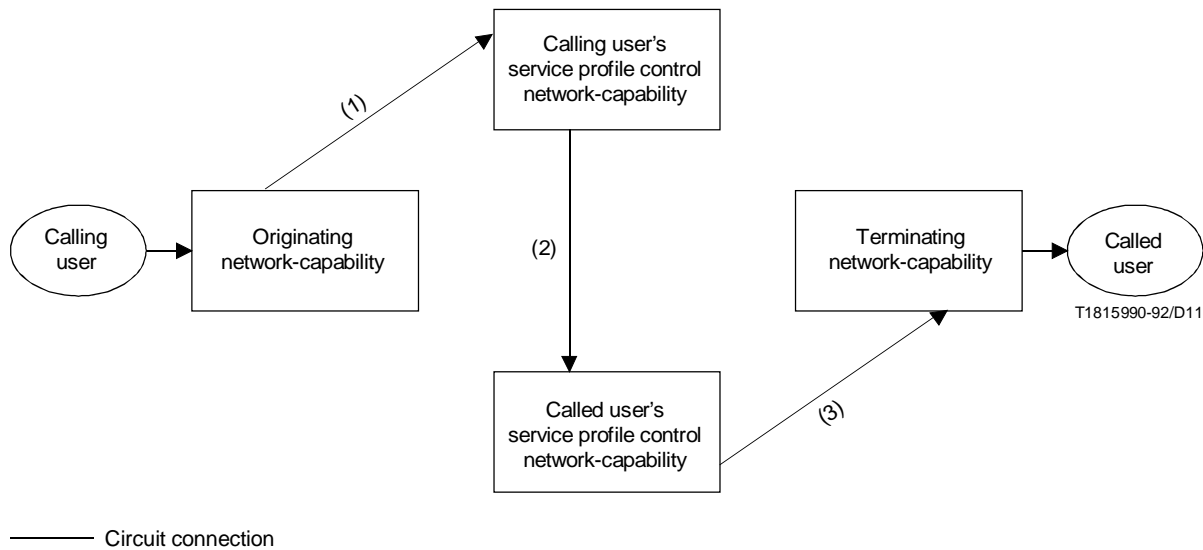 Calling user's
service profile control
network-capability
(1)
Calling
user
Originating
network-capability
(2)
Terminating
network-capability
Called
user
T1815990-92/D11
Called user's
service profile control
network-capability
(3)
Circuit connection